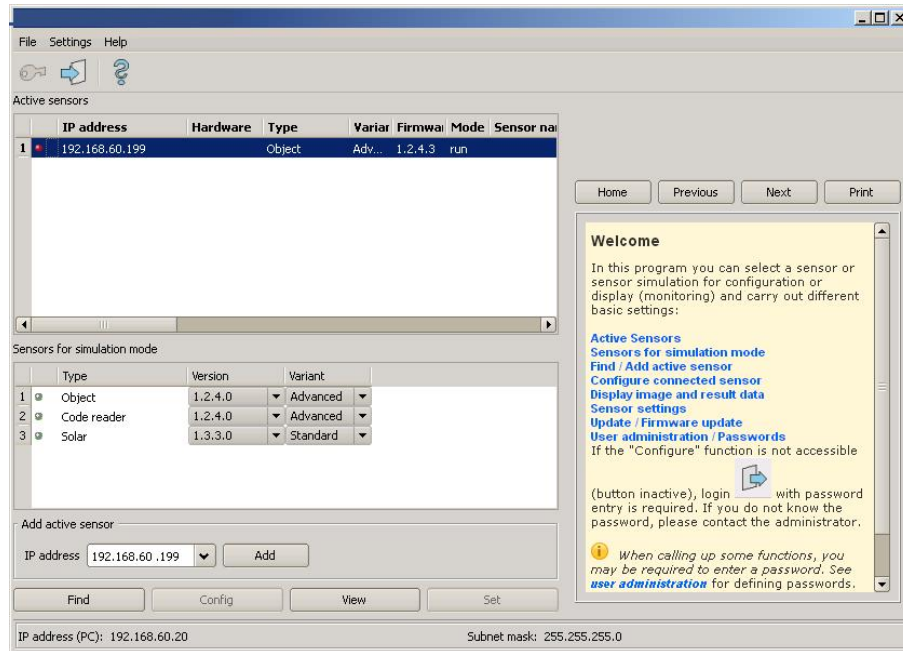 File Settings Help
Active sensors
IP address Hardware Type Variar Firmwar Mode Sensor nam
1 192.168.60.199 Object Adv... 1.2.4.3 run
Sensors for simulation mode
Type Version Variant
1 Object 1.2.4.0 Advanced
2 Code reader 1.2.4.0 Advanced
3 Solar 1.3.3.0 Standard
Add active sensor
IP address 192.168.60 .199 Add
Find Config View Set
Home Previous Next Print
Welcome
In this program you can select a sensor or
sensor simulation for configuration or
display (monitoring) and carry out different
basic settings:
Active Sensors
Sensors for simulation mode
Find / Add active sensor
Configure connected sensor
Display image and result data
Sensor settings
Update / Firmware update
User administration / Passwords
If the "Configure" function is not accessible
(button inactive), login with password
entry is required. If you do not know the
password, please contact the administrator.
When calling up some functions, you
may be required to enter a password. See
user administration for defining passwords.
IP address (PC): 192.168.60.20 Subnet mask: 255.255.255.0